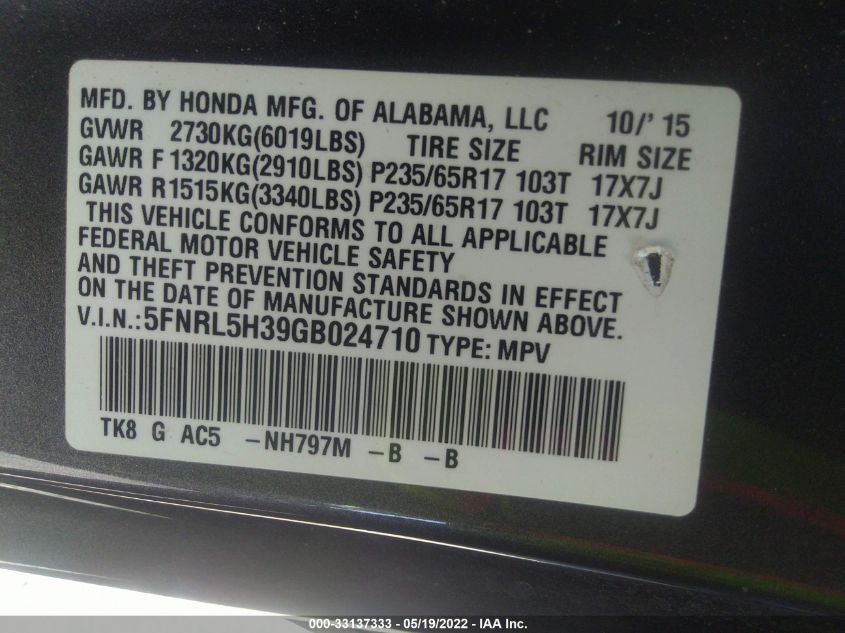 MFD. BY HONDA MFG. OF ALABAMA, LLC 10/'15
GVWR 2730KG(6019LBS) TIRE SIZE RIM SIZE
GAWR F 1320KG(2910LBS) P235/65R17 103T 17X7J
GAWR R1515KG(3340LBS) P235/65R17 103T 17X7J
THIS VEHICLE CONFORMS TO ALL APPLICABLE
FEDERAL MOTOR VEHICLE SAFETY
AND THEFT PREVENTION STANDARDS IN EFFECT
ON THE DATE OF MANUFACTURE SHOWN ABOVE.
V.I.N.:5FNRL5H39GB024710 TYPE: MPV
TK8 G AC5 -NH797M -B -B
000-33137333 - 05/19/2022 - IAA Inc.